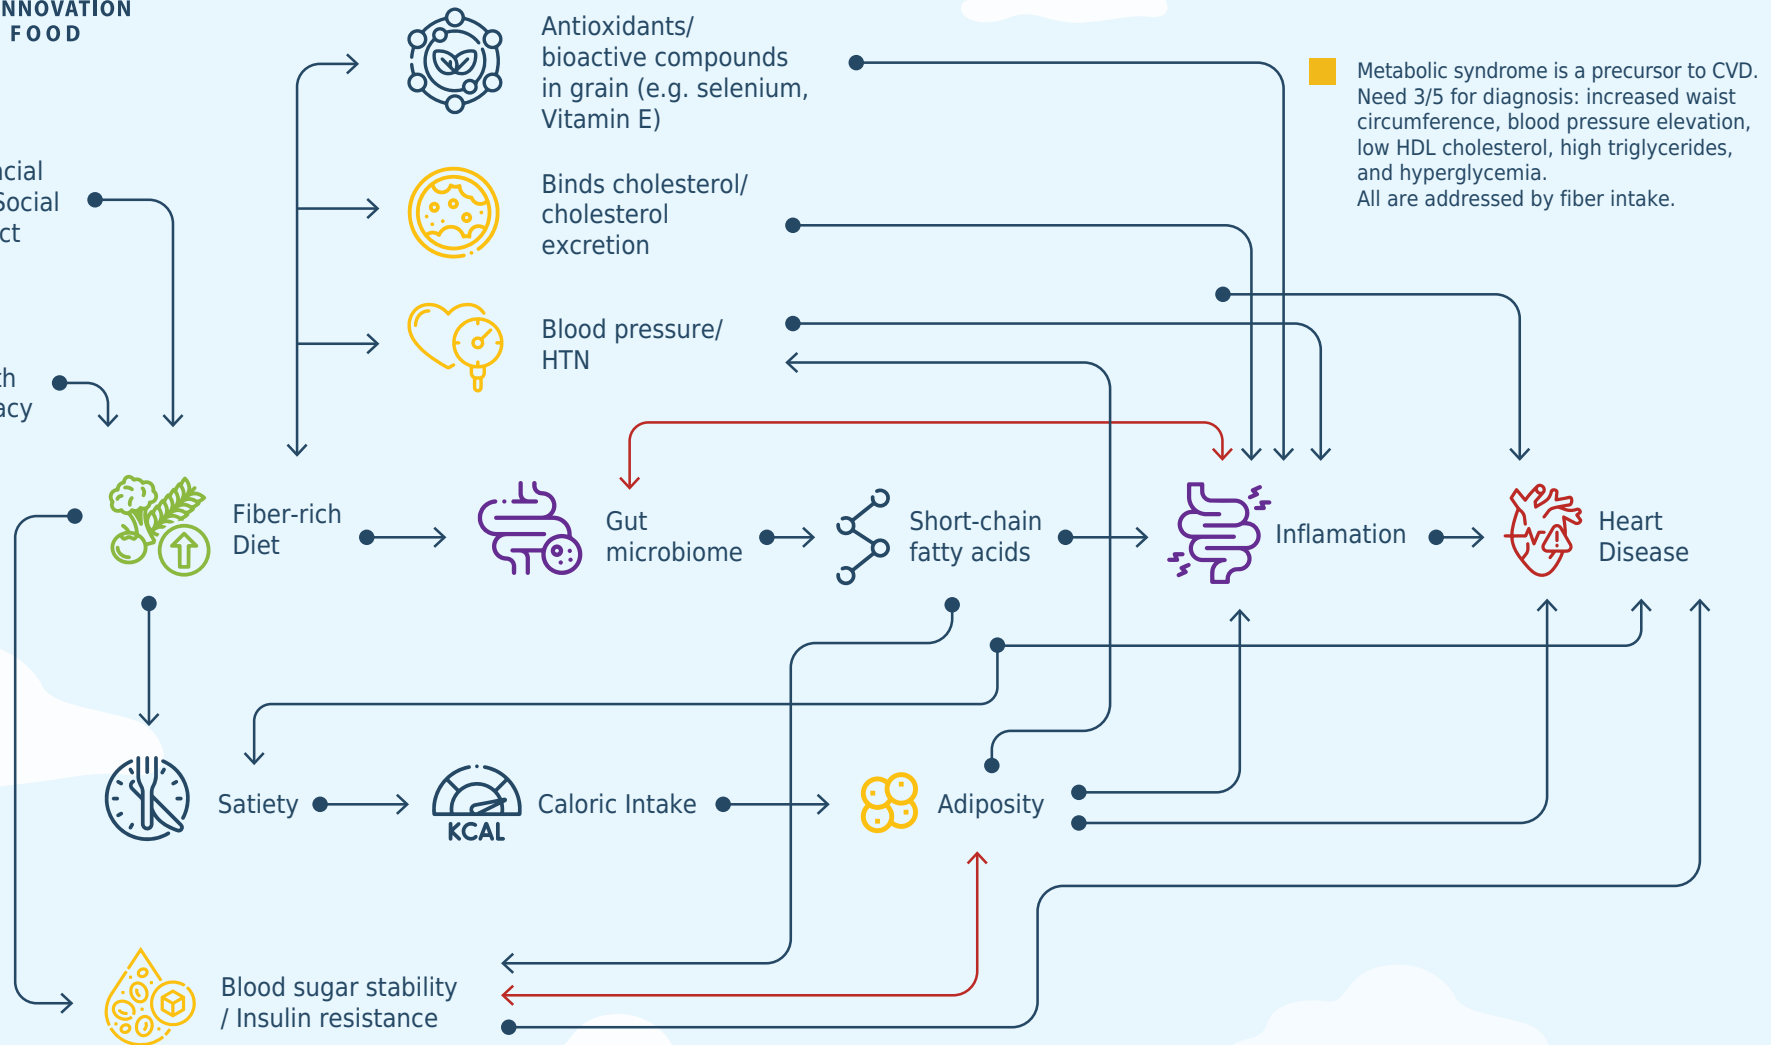 FOOD
Antioxidants/
bioactive compounds
in grain (e.g. selenium,
Vitamin E)
Metabolic syndrome is a precursor to CVD.
Need 3/5 for diagnosis: increased waist
circumference, blood pressure elevation,
low HDL cholesterol, high triglycerides,
and hyperglycemia.
All are addressed by fiber intake.
Social
Binds cholesterol/
cholesterol
excretion
Blood pressure/
HTN
Fiber-rich
Diet
Gut
microbiome
Short-chain
fatty acids
Inflamation
Heart
Disease
Satiety
KCAL
Caloric Intake
Adiposity
Blood sugar stability
/ Insulin resistance